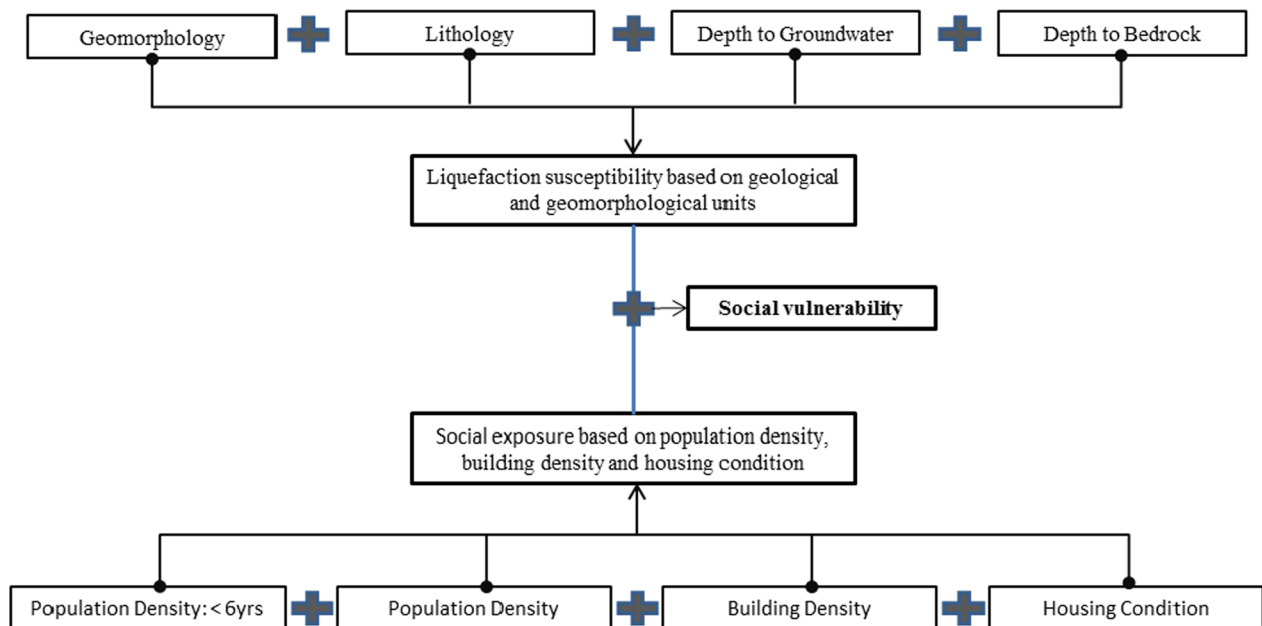 Geomorphology
Lithology
Depth to Groundwater
Depth to Bedrock
Liquefaction susceptibility based on geological
and geomorphological units
Social vulnerability
Social exposure based on population density,
building density and housing condition
Population Density: < 6yrs
Population Density
Building Density
Housing Condition